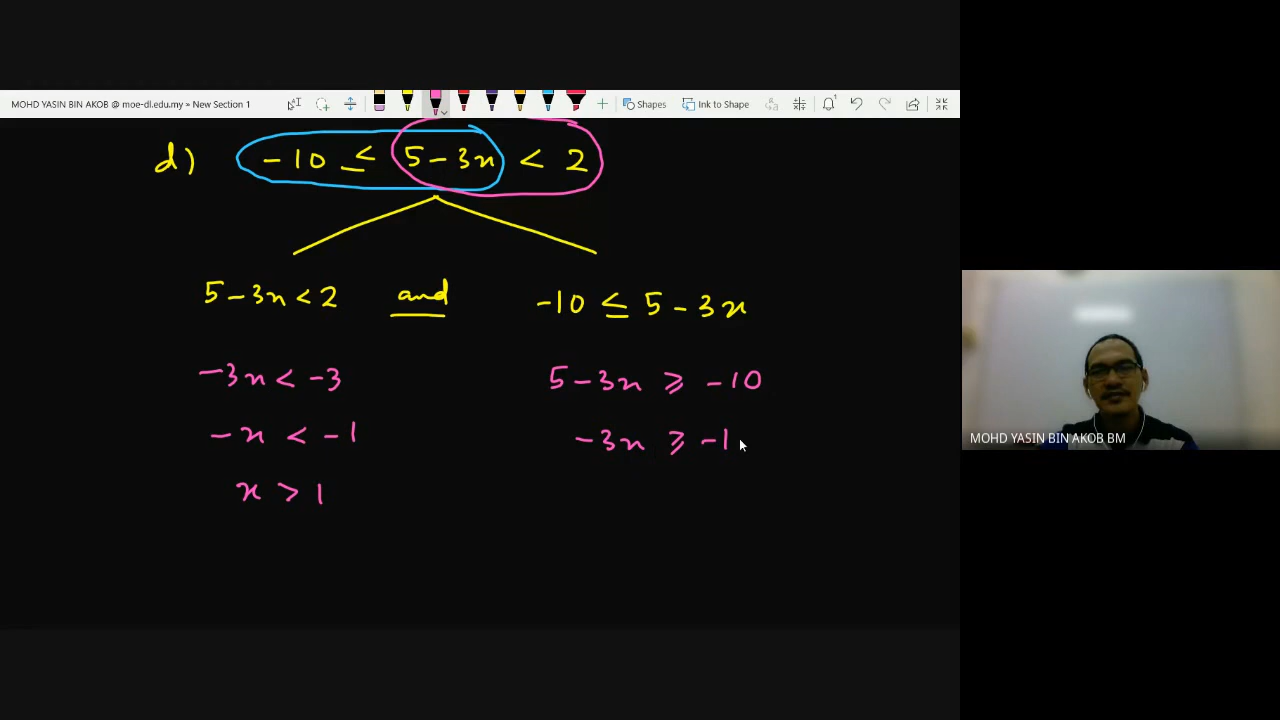 MOHD YASIN BIN AKOB @ moe-dl.edu.my » New Section 1
Shapes
Ink to Shape
d) -10 ≤ 5 - 3x < 2
5 - 3x < 2 and -10 ≤ 5 - 3x
-3x < -3
5 - 3x ≥ -10
-x < -1
-3x ≥ -1
x > 1
MOHD YASIN BIN AKOB BM